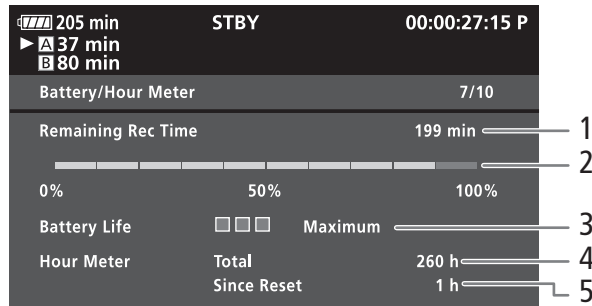 205 min STBY 00:00:27:15 P
A 37 min
B 80 min
Battery/Hour Meter 7/10
Remaining Rec Time 199 min 1
2
0% 50% 100%
Battery Life Maximum 3
Hour Meter Total 260 h 4
Since Reset 1 h 5